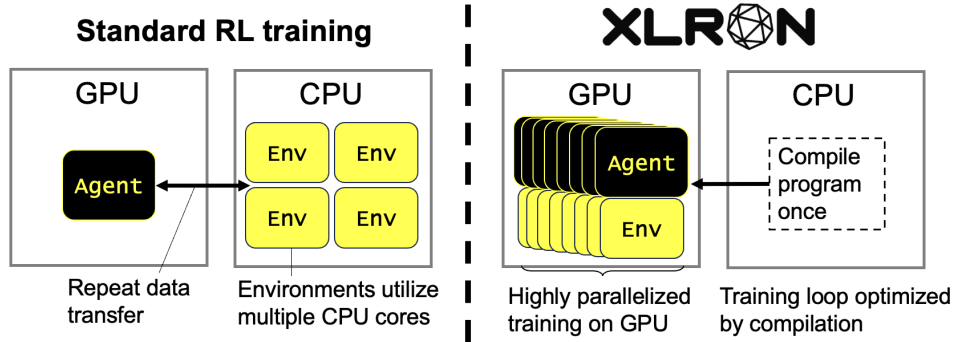 Standard RL training
GPU
CPU
Agent
Env
Env
Env
Env
Repeat data
transfer
Environments utilize
multiple CPU cores
XLRON
GPU
CPU
Agent
Env
Compile
program
once
Highly parallelized
training on GPU
Training loop optimized
by compilation